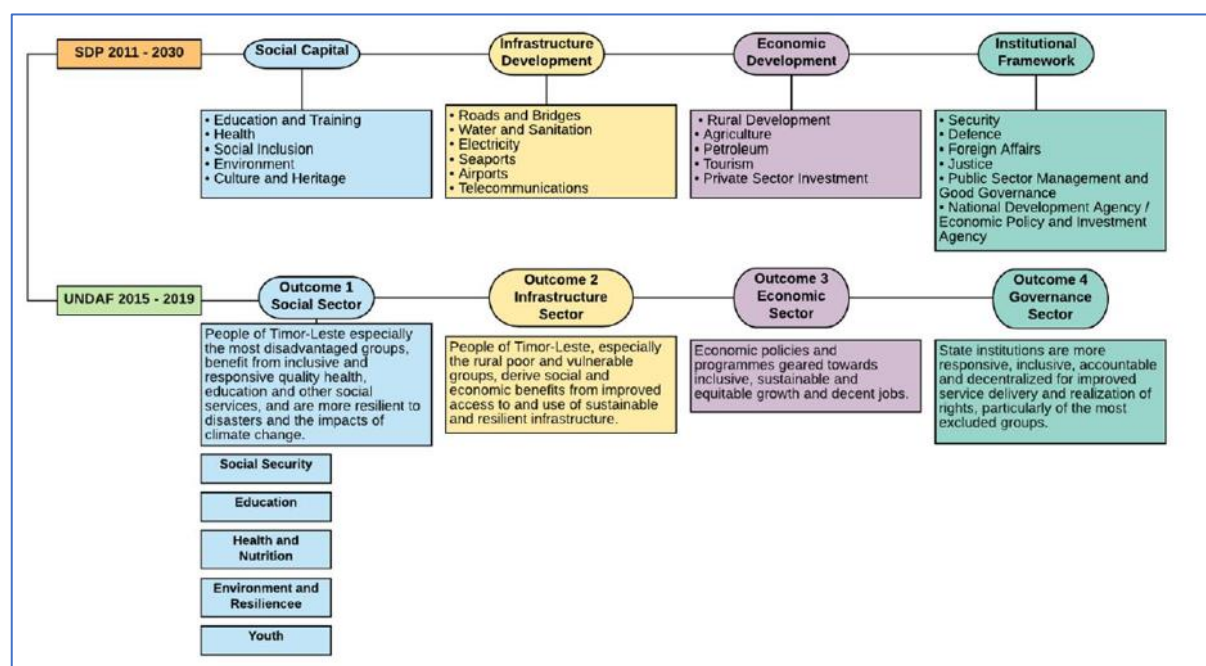 SDP 2011 - 2030
Social Capital
Infrastructure
Development
Economic
Development
Institutional
Framework
• Education and Training
• Health
• Social Inclusion
• Environment
• Culture and Heritage
• Roads and Bridges
• Water and Sanitation
• Electricity
• Seaports
• Airports
• Telecommunications
• Rural Development
• Agriculture
• Petroleum
• Tourism
• Private Sector Investment
• Security
• Defence
• Foreign Affairs
• Justice
• Public Sector Management and
Good Governance
• National Development Agency /
Economic Policy and Investment
Agency
UNDAF 2015 - 2019
Outcome 1
Social Sector
Outcome 2
Infrastructure
Sector
Outcome 3
Economic
Sector
Outcome 4
Governance
Sector
People of Timor-Leste especially
the most disadvantaged groups,
benefit from inclusive and
responsive quality health,
education and other social
services, and are more resilient to
disasters and the impacts of
climate change.
People of Timor-Leste, especially
the rural poor and vulnerable
groups, derive social and
economic benefits from improved
access to and use of sustainable
and resilient infrastructure.
Economic policies and
programmes geared towards
inclusive, sustainable and
equitable growth and decent jobs.
State institutions are more
responsive, inclusive, accountable
and decentralized for improved
service delivery and realization of
rights, particularly of the most
excluded groups.
Social Security
Education
Health and
Nutrition
Environment and
Resiliencee
Youth